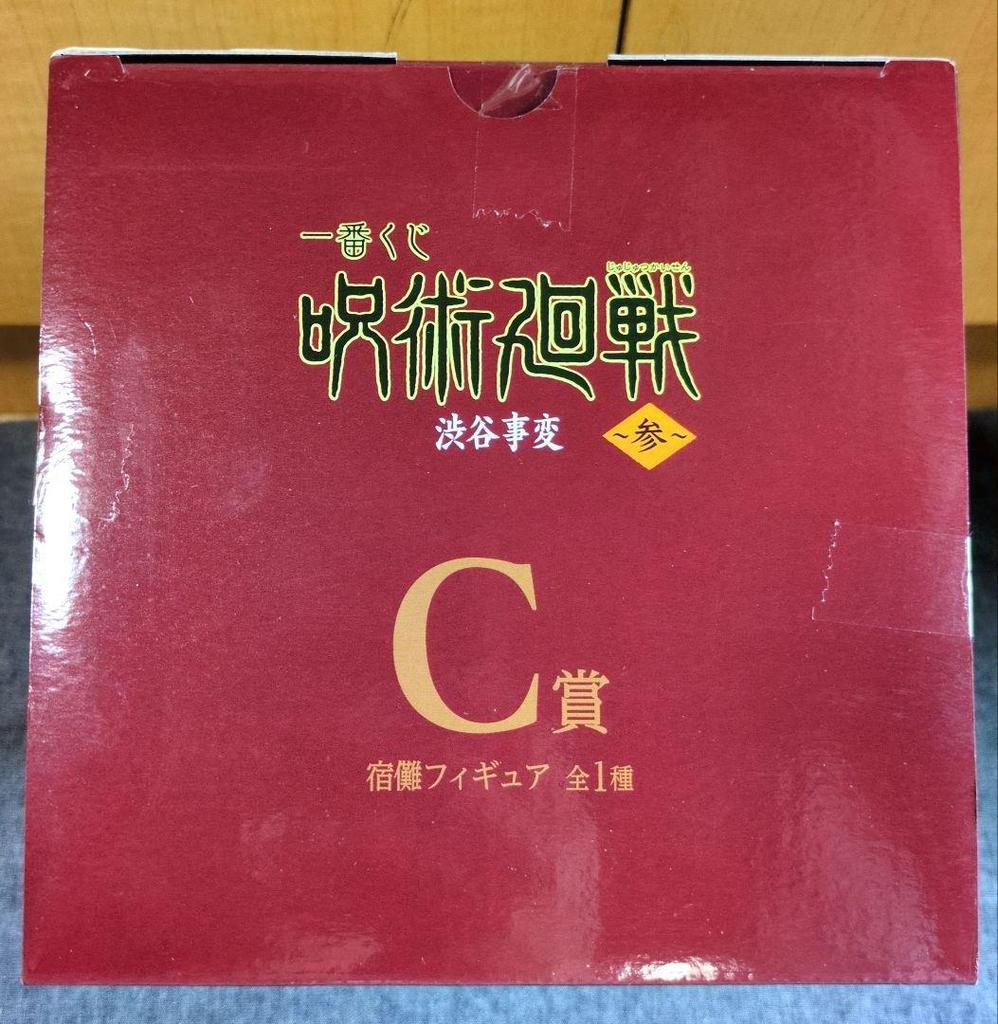 一番くじ
じゅじゅつかいせん
呪術廻戦
渋谷事変 ~参~
C賞
宿儺フィギュア 全1種